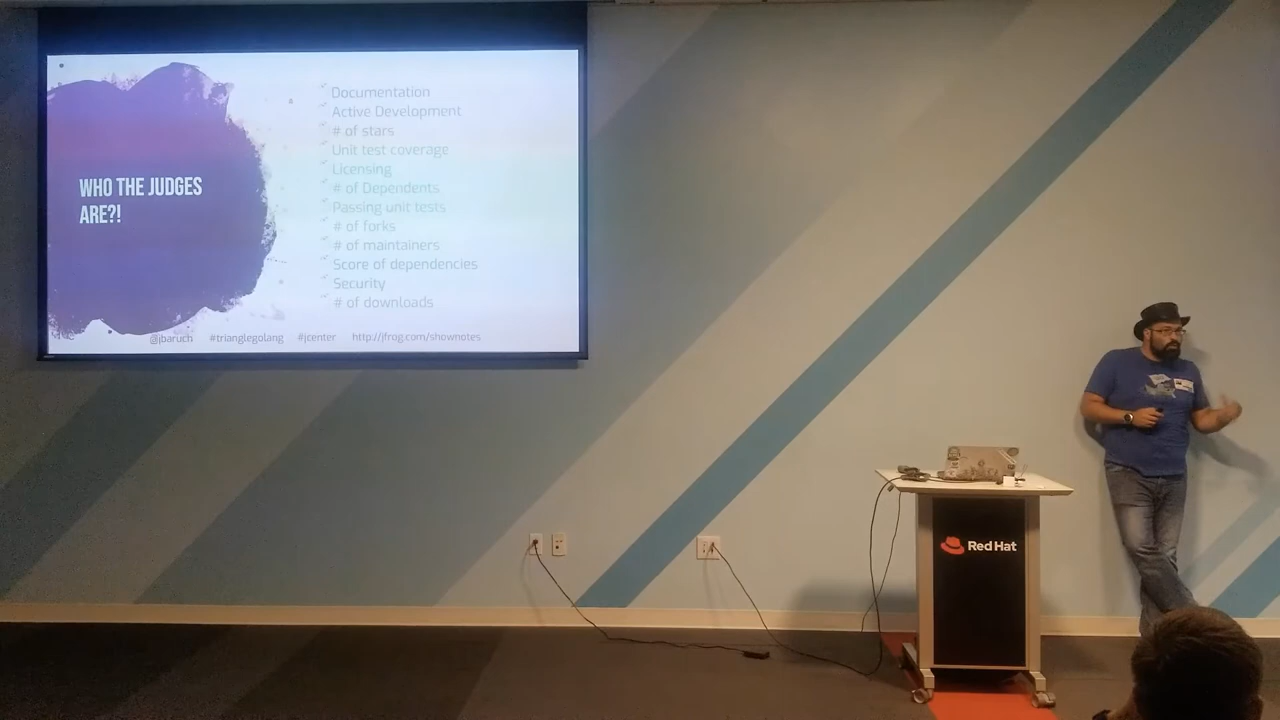 WHO THE JUDGES
ARE?!
Documentation
Active Development
# of stars
Unit test coverage
Licensing
# of Dependents
Passing unit tests
# of forks
# of maintainers
Score of dependencies
Security
# of downloads
@jbaruch #trianglegolang #jcenter http://jfrog.com/shownotes
Red Hat